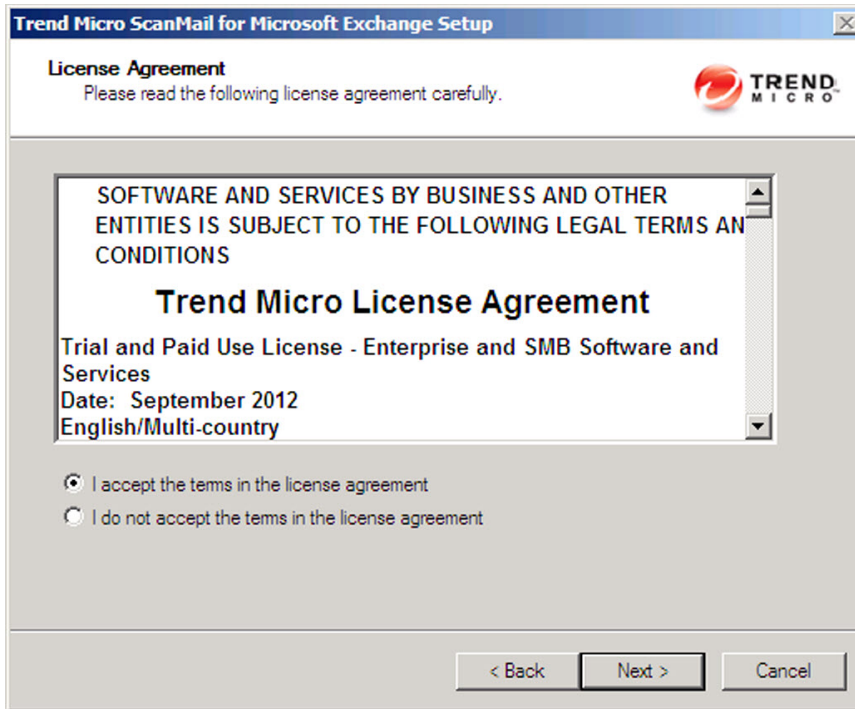 Trend Micro ScanMail for Microsoft Exchange Setup
License Agreement
Please read the following license agreement carefully.
TREND
MICRO
SOFTWARE AND SERVICES BY BUSINESS AND OTHER
ENTITIES IS SUBJECT TO THE FOLLOWING LEGAL TERMS AN
CONDITIONS
Trend Micro License Agreement
Trial and Paid Use License - Enterprise and SMB Software and
Services
Date: September 2012
English/Multi-country
I accept the terms in the license agreement
I do not accept the terms in the license agreement
< Back Next > Cancel